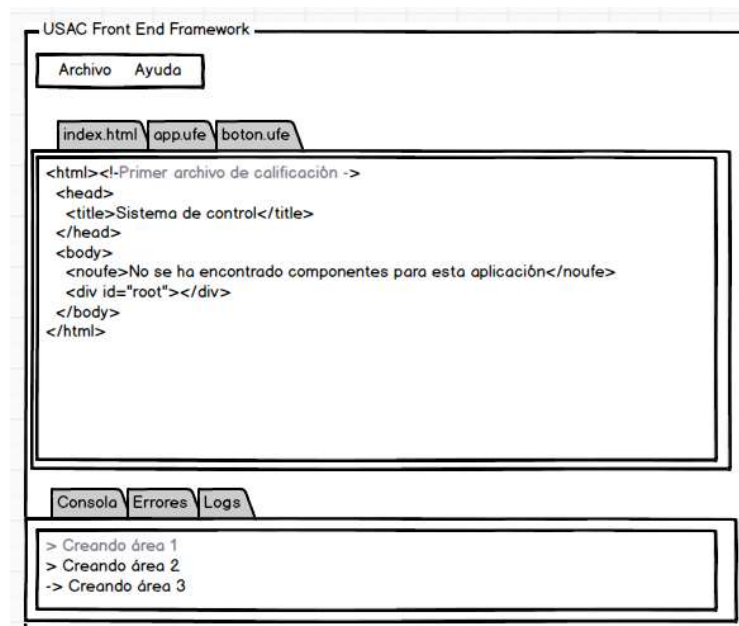 USAC Front End Framework
Archivo Ayuda
index.html app.ufe boton.ufe
<html><!-Primer archivo de calificación ->
<head>
<title>Sistema de control</title>
</head>
<body>
<noufe>No se ha encontrado componentes para esta aplicación</noufe>
<div id="root"></div>
</body>
</html>
Consola Errores Logs
> Creando área 1
> Creando área 2
-> Creando área 3